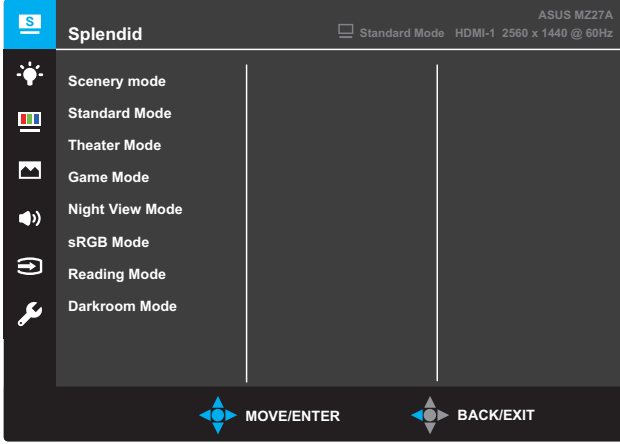 S
ASUS MZ27A
Splendid
Standard Mode HDMI-1 2560 x 1440 @ 60Hz
Scenery mode
Standard Mode
Theater Mode
Game Mode
Night View Mode
sRGB Mode
Reading Mode
Darkroom Mode
MOVE/ENTER
BACK/EXIT